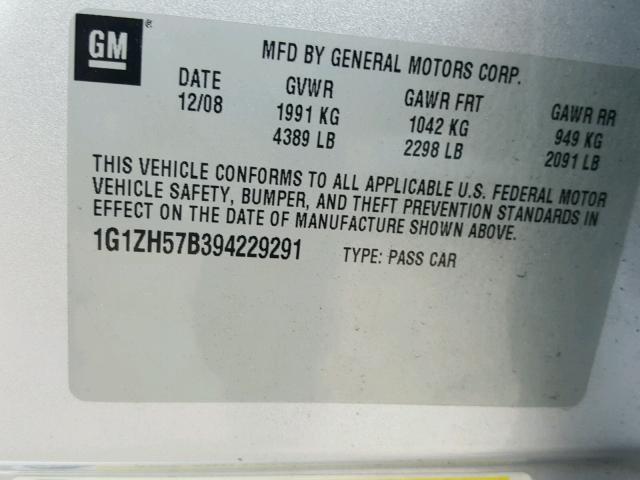 GM
MFD BY GENERAL MOTORS CORP.
DATE GVWR GAWR FRT GAWR RR
12/08 1991 KG 1042 KG 949 KG
4389 LB 2298 LB 2091 LB
THIS VEHICLE CONFORMS TO ALL APPLICABLE U.S. FEDERAL MOTOR
VEHICLE SAFETY, BUMPER, AND THEFT PREVENTION STANDARDS IN
EFFECT ON THE DATE OF MANUFACTURE SHOWN ABOVE.
1G1ZH57B394229291 TYPE: PASS CAR